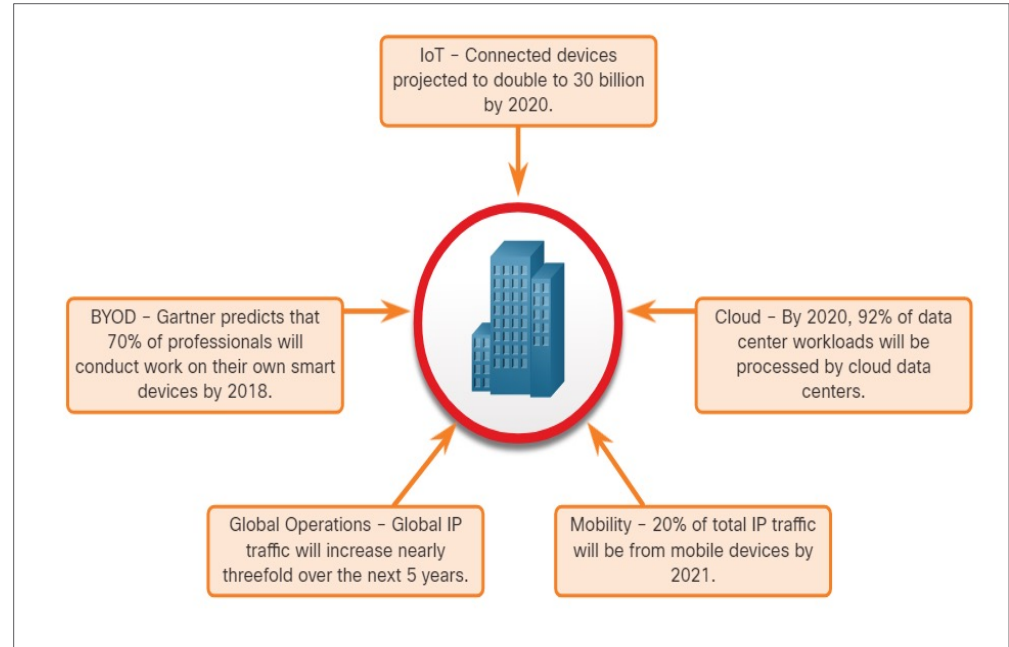 IoT – Connected devices
projected to double to 30 billion
by 2020.
BYOD – Gartner predicts that
70% of professionals will
conduct work on their own smart
devices by 2018.
Cloud – By 2020, 92% of data
center workloads will be
processed by cloud data
centers.
Global Operations – Global IP
traffic will increase nearly
threefold over the next 5 years.
Mobility – 20% of total IP traffic
will be from mobile devices by
2021.